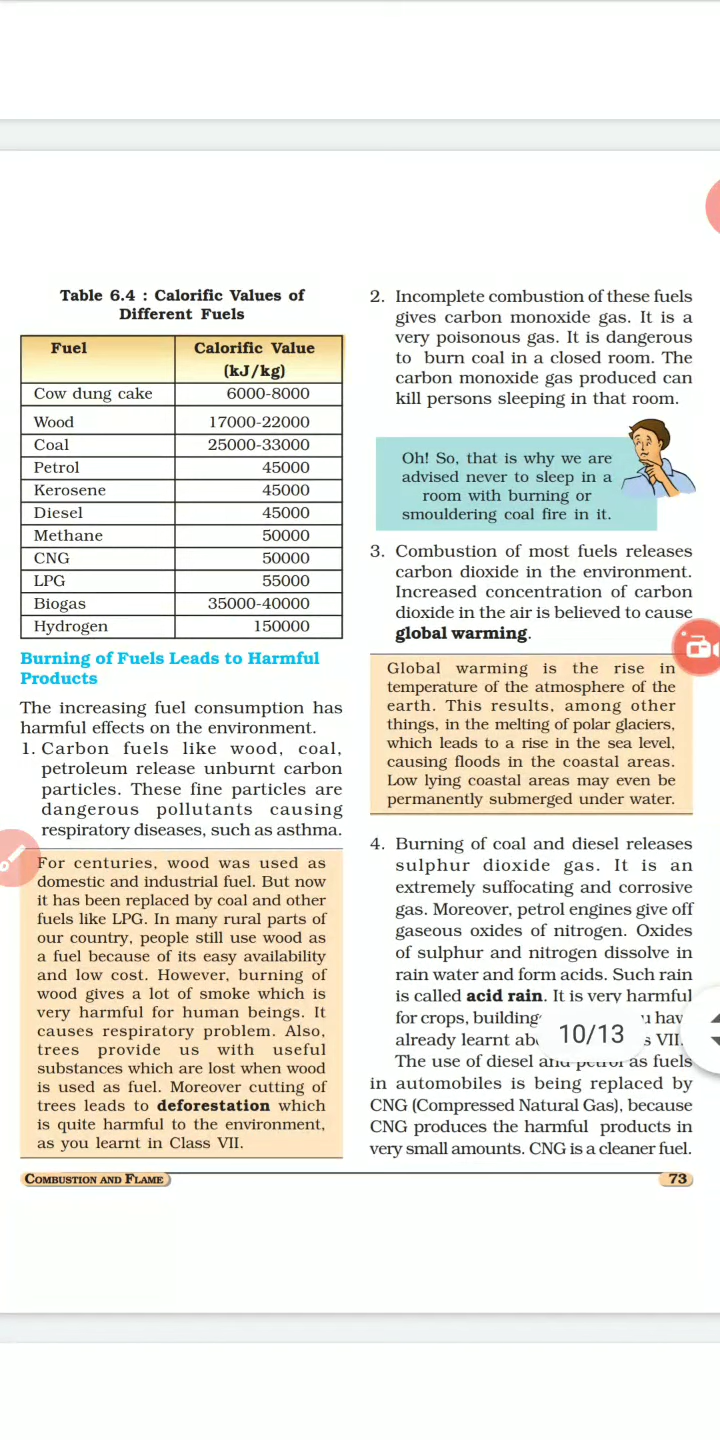 Table 6.4 : Calorific Values of
Different Fuels
Fuel Calorific Value
(kJ/kg)
Cow dung cake 6000-8000
Wood 17000-22000
Coal 25000-33000
Petrol 45000
Kerosene 45000
Diesel 45000
Methane 50000
CNG 50000
LPG 55000
Biogas 35000-40000
Hydrogen 150000
Burning of Fuels Leads to Harmful
Products
The increasing fuel consumption has
harmful effects on the environment.
1. Carbon fuels like wood, coal,
petroleum release unburnt carbon
particles. These fine particles are
dangerous pollutants causing
respiratory diseases, such as asthma.
For centuries, wood was used as
domestic and industrial fuel. But now
it has been replaced by coal and other
fuels like LPG. In many rural parts of
our country, people still use wood as
a fuel because of its easy availability
and low cost. However, burning of
wood gives a lot of smoke which is
very harmful for human beings. It
causes respiratory problem. Also,
trees provide us with useful
substances which are lost when wood
is used as fuel. Moreover cutting of
trees leads to deforestation which
is quite harmful to the environment,
as you learnt in Class VII.
2. Incomplete combustion of these fuels
gives carbon monoxide gas. It is a
very poisonous gas. It is dangerous
to burn coal in a closed room. The
carbon monoxide gas produced can
kill persons sleeping in that room.
Oh! So, that is why we are
advised never to sleep in a
room with burning or
smouldering coal fire in it.
3. Combustion of most fuels releases
carbon dioxide in the environment.
Increased concentration of carbon
dioxide in the air is believed to cause
global warming.
Global warming is the rise in
temperature of the atmosphere of the
earth. This results, among other
things, in the melting of polar glaciers,
which leads to a rise in the sea level,
causing floods in the coastal areas.
Low lying coastal areas may even be
permanently submerged under water.
4. Burning of coal and diesel releases
sulphur dioxide gas. It is an
extremely suffocating and corrosive
gas. Moreover, petrol engines give off
gaseous oxides of nitrogen. Oxides
of sulphur and nitrogen dissolve in
rain water and form acids. Such rain
is called acid rain. It is very harmful
for crops, building
already learnt VII.
10/13
The use of diesel and petrol as fuels
in automobiles is being replaced by
CNG (Compressed Natural Gas), because
CNG produces the harmful products in
very small amounts. CNG is a cleaner fuel.
COMBUSTION AND FLAME 73